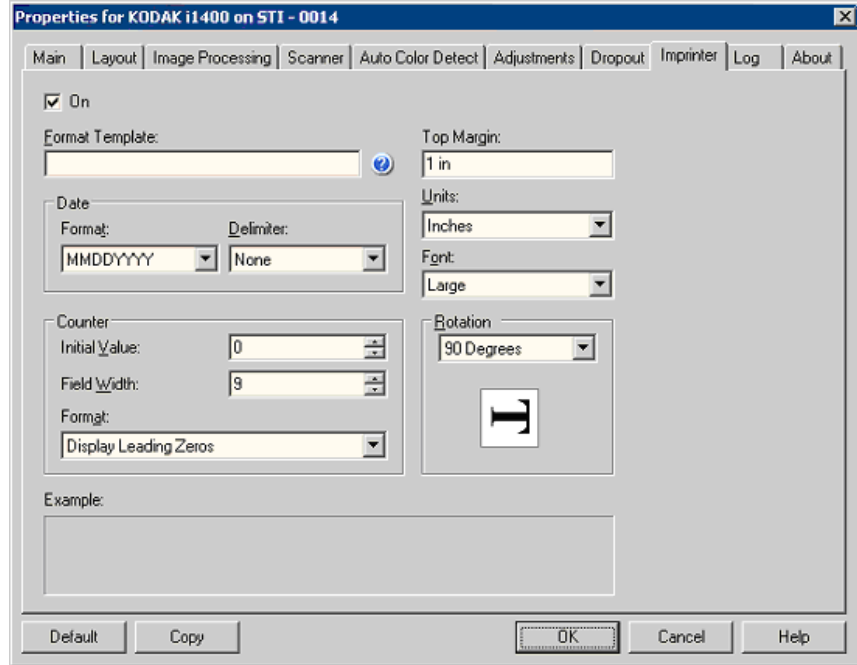 Properties for KODAK i1400 on STI - 0014
Main Layout Image Processing Scanner Auto Color Detect Adjustments Dropout Imprinter Log About
On
Format Template:
Top Margin:
1 in
Date
Format:
Delimiter:
MMDDYYYY
None
Units:
Inches
Font:
Large
Counter
Initial Value:
0
Field Width:
9
Format:
Display Leading Zeros
Rotation
90 Degrees
T
Example:
Default Copy OK Cancel Help